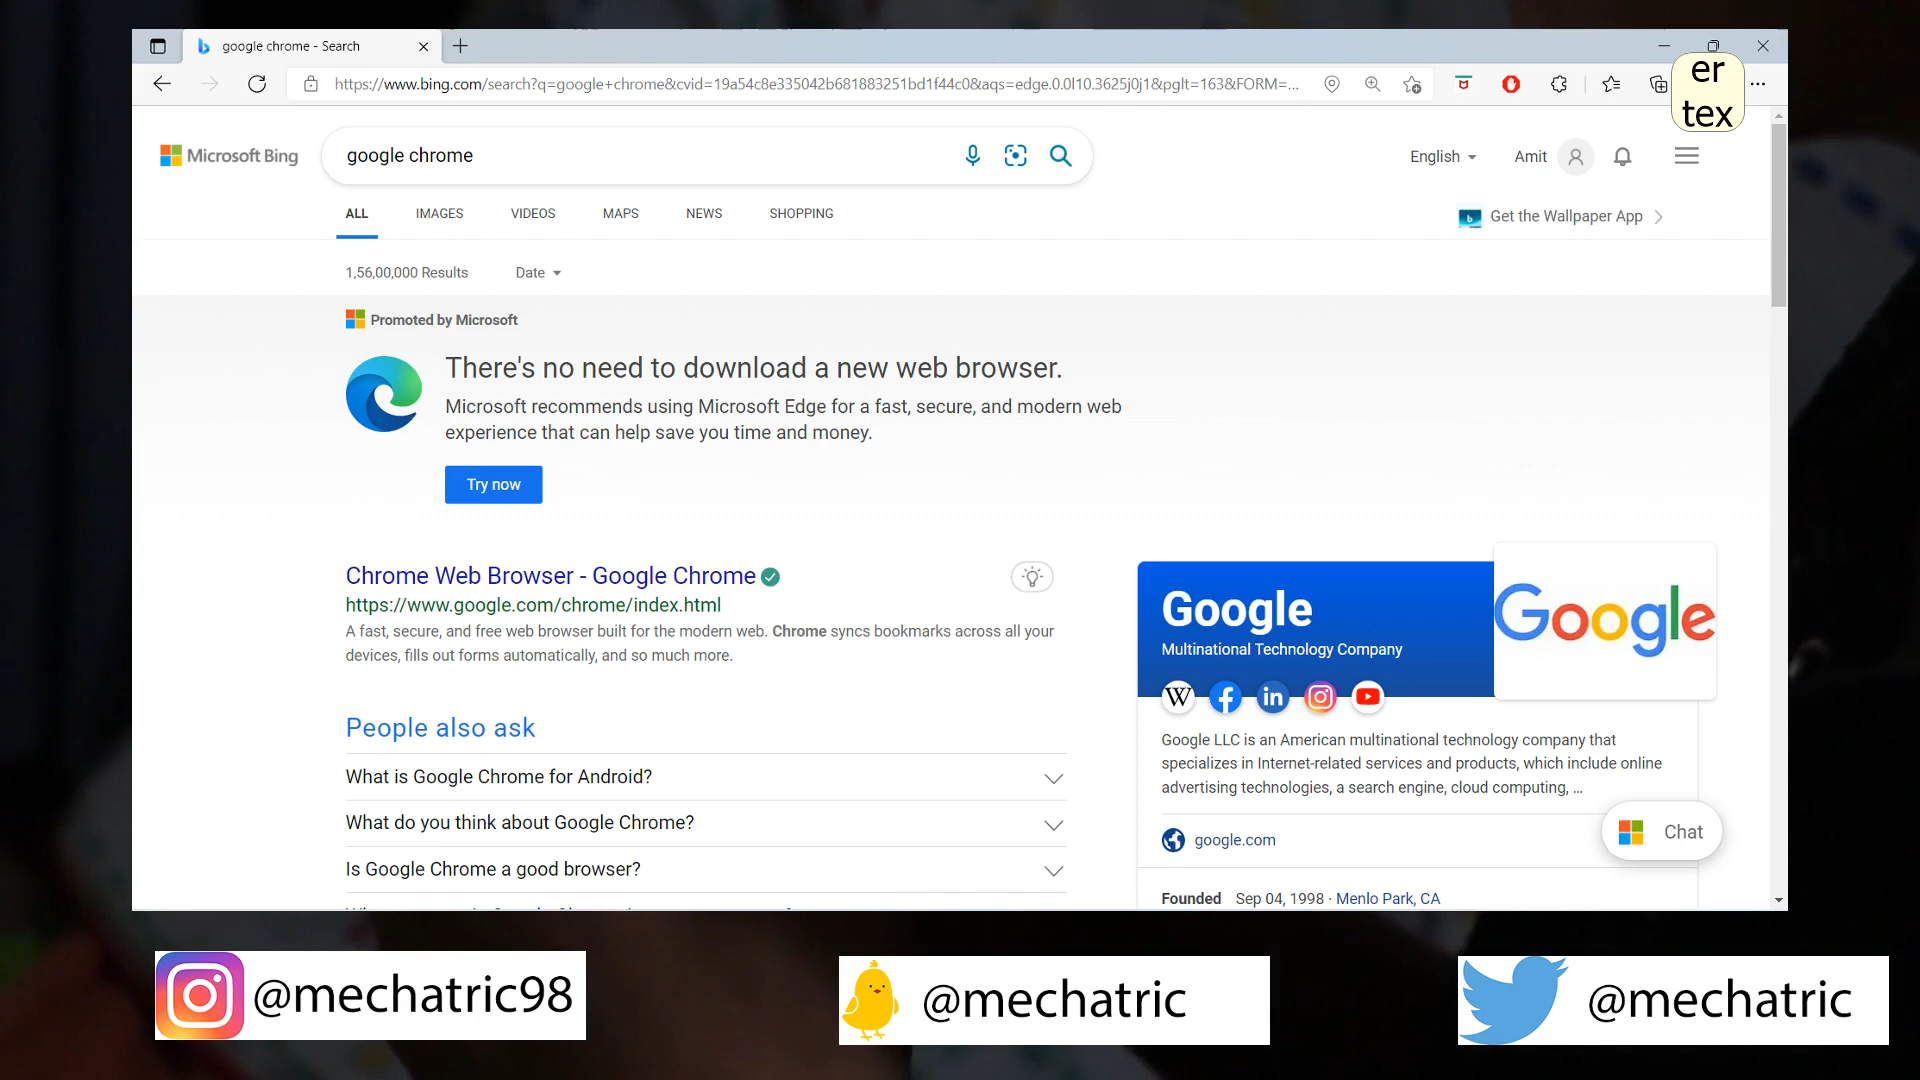 google chrome - Search
https://www.bing.com/search?q=google+chrome&cvid=19a54c8e335042b681883251bd1f44c0&aqs=edge.0.0l10.3625j0j1&pglt=163&FORM=...
er
tex
Microsoft Bing
google chrome
English
Amit
ALL IMAGES VIDEOS MAPS NEWS SHOPPING
Get the Wallpaper App
1,56,00,000 Results Date
Promoted by Microsoft
There's no need to download a new web browser.
Microsoft recommends using Microsoft Edge for a fast, secure, and modern web
experience that can help save you time and money.
Try now
Chrome Web Browser - Google Chrome
https://www.google.com/chrome/index.html
A fast, secure, and free web browser built for the modern web. Chrome syncs bookmarks across all your
devices, fills out forms automatically, and so much more.
People also ask
What is Google Chrome for Android?
What do you think about Google Chrome?
Is Google Chrome a good browser?
Google
Multinational Technology Company
Google
W
Google LLC is an American multinational technology company that
specializes in Internet-related services and products, which include online
advertising technologies, a search engine, cloud computing, ...
google.com
Chat
Founded Sep 04, 1998 · Menlo Park, CA
@mechatric98
@mechatric
@mechatric